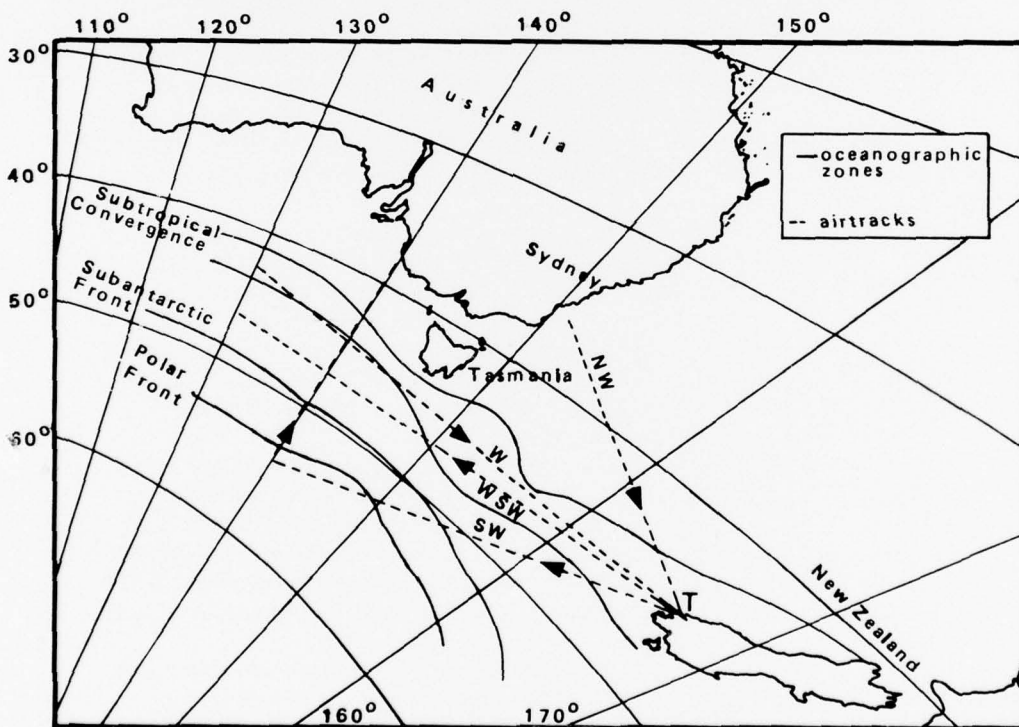 110°
120°
130°
140°
150°
30°
40°
50°
60°
Australia
oceanographic
zones
airtracks
Subtropical
Convergence
Sydney
Subantarctic
Front
Polar
Front
Tasmania
NW
W
WSW
SW
T
New Zealand
160°
170°